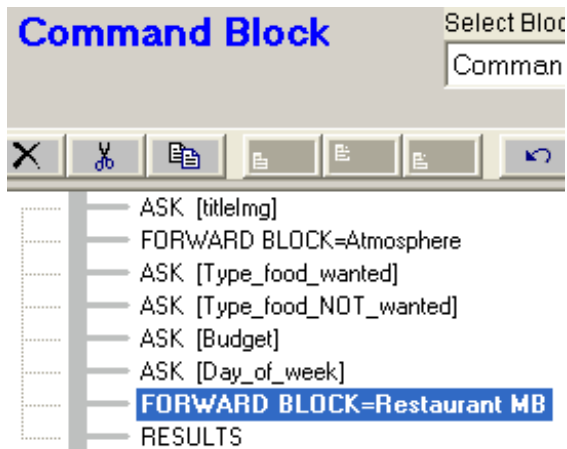 Command Block
Select Bloc
Comman
ASK [titleImg]
FORWARD BLOCK=Atmosphere
ASK [Type_food_wanted]
ASK [Type_food_NOT_wanted]
ASK [Budget]
ASK [Day_of_week]
FORWARD BLOCK=Restaurant MB
RESULTS